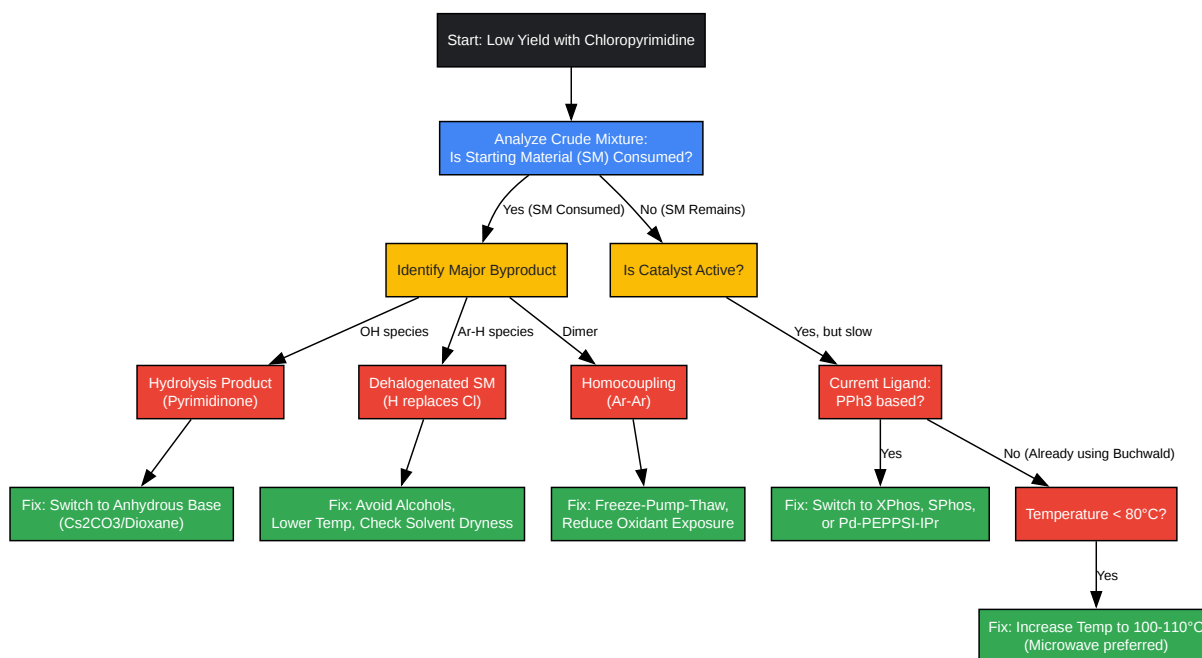 Start: Low Yield with Chloropyrimidine
Analyze Crude Mixture:
Is Starting Material (SM) Consumed?
Yes (SM Consumed)
No (SM Remains)
Identify Major Byproduct
Is Catalyst Active?
OH species
Ar-H species
Dimer
Yes, but slow
Hydrolysis Product
(Pyrimidinone)
Dehalogenated SM
(H replaces Cl)
Homocoupling
(Ar-Ar)
Current Ligand:
PPh3 based?
Yes
No (Already using Buchwald)
Fix: Switch to Anhydrous Base
(Cs2CO3/Dioxane)
Fix: Avoid Alcohols,
Lower Temp, Check Solvent Dryness
Fix: Freeze-Pump-Thaw,
Reduce Oxidant Exposure
Fix: Switch to XPhos, SPhos,
or Pd-PEPPSI-IPr
Temperature < 80°C?
Yes
Fix: Increase Temp to 100-110°C
(Microwave preferred)